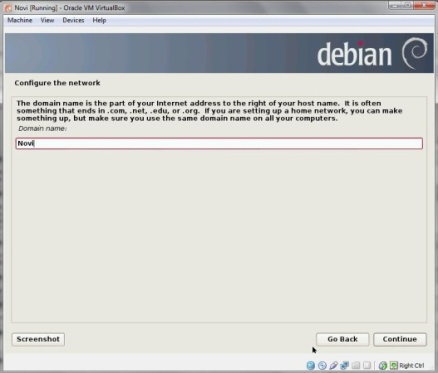 Novi [Running] - Oracle VM VirtualBox
Machine View Devices Help
debian
Configure the network
The domain name is the part of your Internet address to the right of your host name. It is often
something that ends in .com, .net, .edu, or .org. If you are setting up a home network, you can make
something up, but make sure you use the same domain name on all your computers.
Domain name:
Novi
Screenshot
Go Back
Continue
Right Ctrl